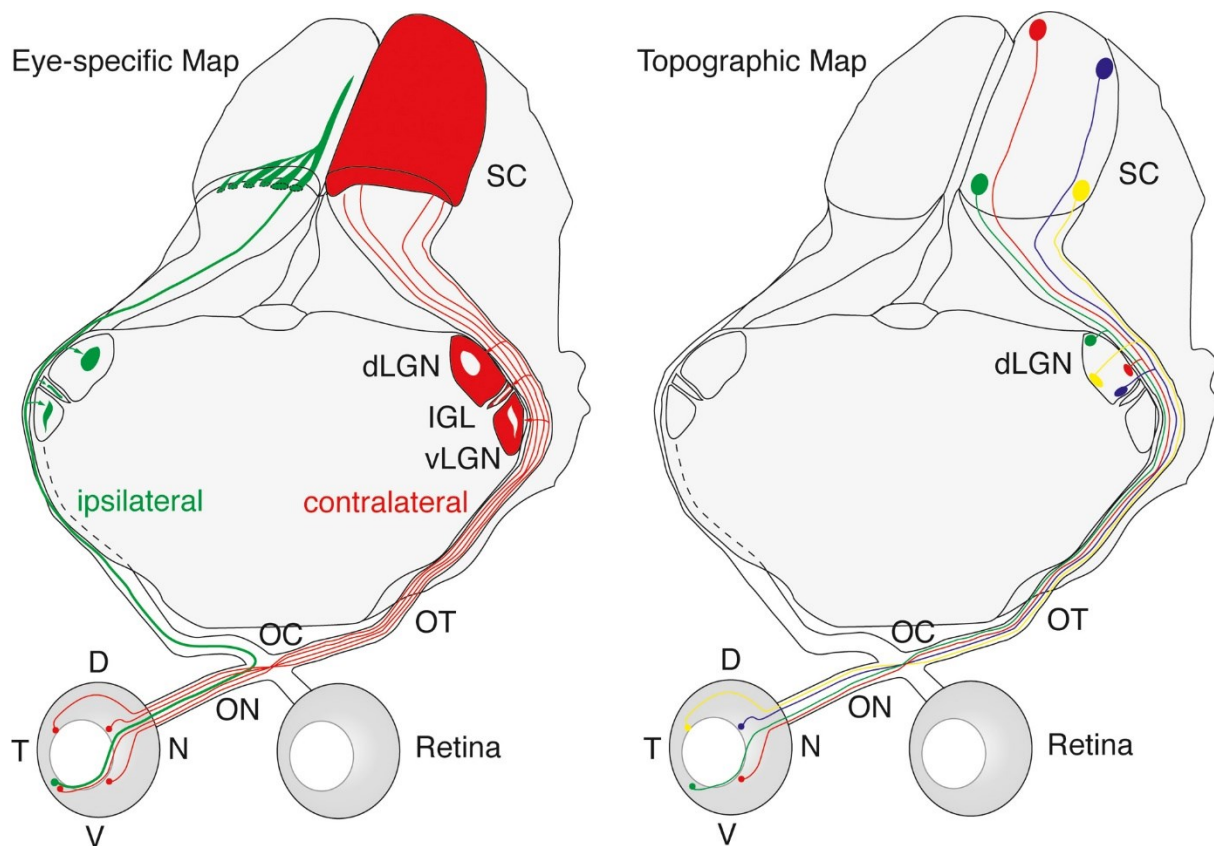 Eye-specific Map
SC
dLGN
IGL
vLGN
ipsilateral
contralateral
OT
OC
D
ON
T
N
Retina
V
Topographic Map
SC
dLGN
OT
OC
D
ON
T
N
Retina
V